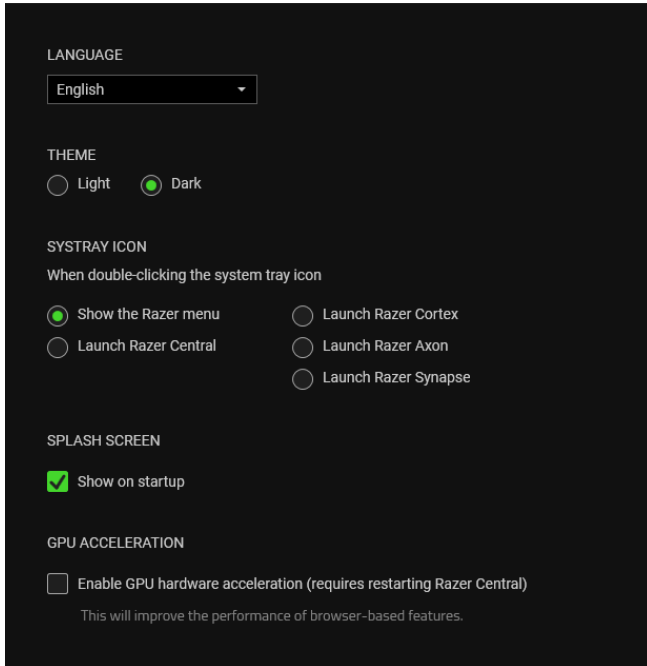 LANGUAGE
English
THEME
Light
Dark
SYSTRAY ICON
When double-clicking the system tray icon
Show the Razer menu
Launch Razer Cortex
Launch Razer Central
Launch Razer Axon
Launch Razer Synapse
SPLASH SCREEN
Show on startup
GPU ACCELERATION
Enable GPU hardware acceleration (requires restarting Razer Central)
This will improve the performance of browser-based features.